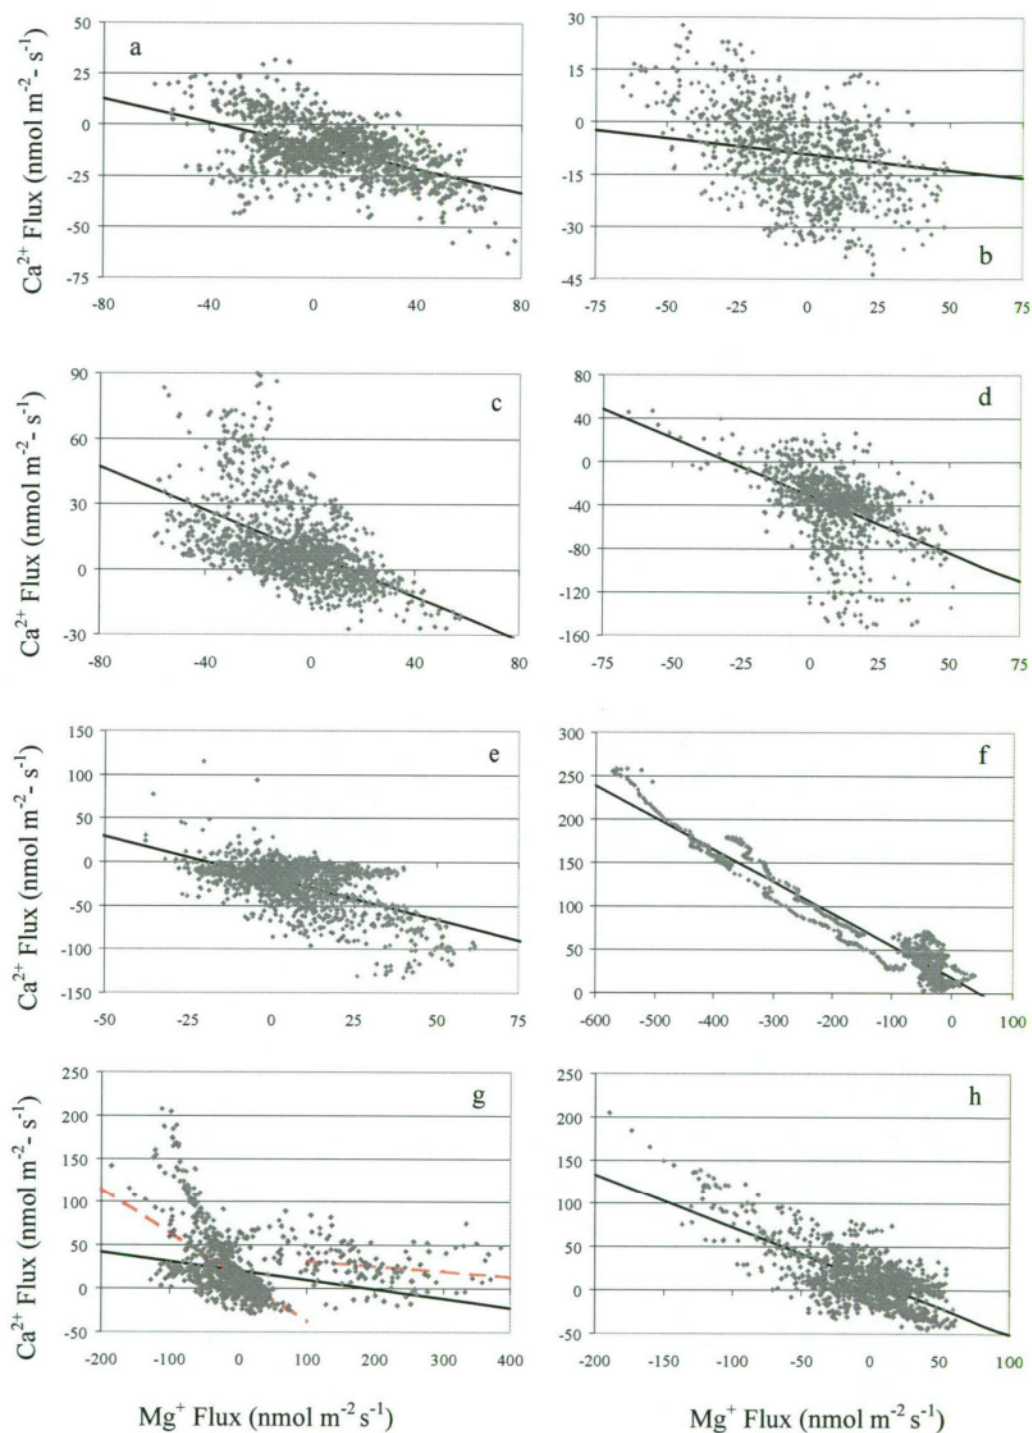 Ca²⁺ Flux (nmol m⁻²- s⁻¹)
50
25
0
-25
-50
-75
a
-80 -40 0 40 80
30
15
0
-15
-30
-45
b
-75 -50 -25 0 25 50 75
Ca²⁺ Flux (nmol m⁻²- s⁻¹)
90
60
30
0
-30
c
-80 -40 0 40 80
80
40
0
-40
-80
-120
-160
d
-75 -50 -25 0 25 50 75
Ca²⁺ Flux (nmol m⁻²- s⁻¹)
150
100
50
0
-50
-100
-150
e
-50 -25 0 25 50 75
300
250
200
150
100
50
0
f
-600 -500 -400 -300 -200 -100 0 100
Ca²⁺ Flux (nmol m⁻²- s⁻¹)
250
200
150
100
50
0
-50
g
-200 -100 0 100 200 300 400
250
200
150
100
50
0
-50
h
-200 -150 -100 -50 0 50 100
Mg⁺ Flux (nmol m⁻² s⁻¹)
Mg⁺ Flux (nmol m⁻² s⁻¹)